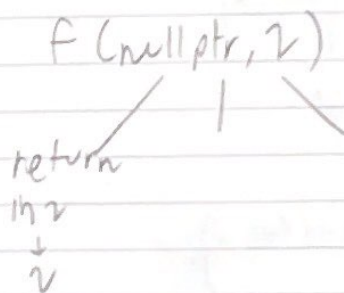 f(nullptr, 2)
return
in 2
↓
2